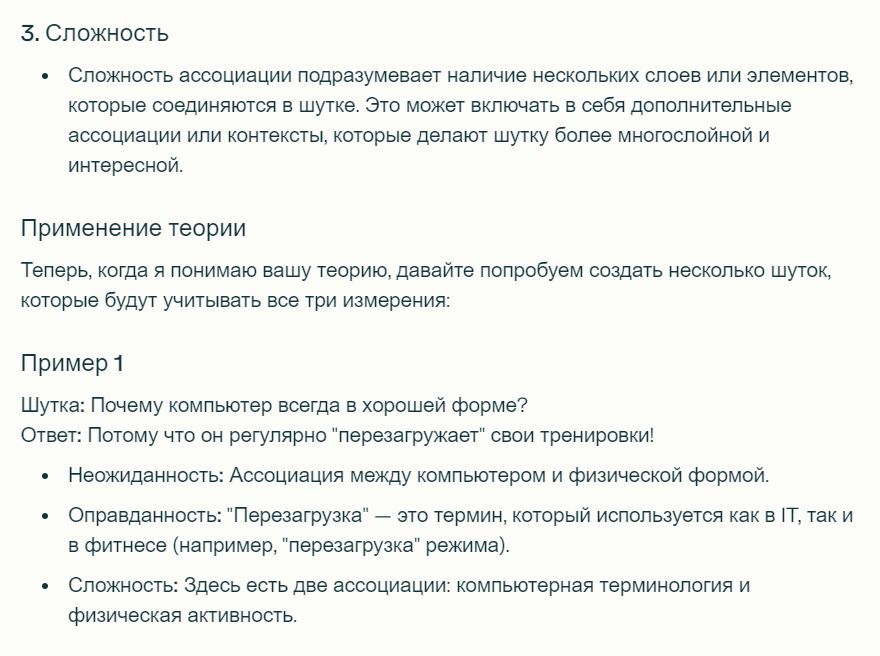 3. Сложность
• Сложность ассоциации подразумевает наличие нескольких слоев или элементов,
которые соединяются в шутке. Это может включать в себя дополнительные
ассоциации или контексты, которые делают шутку более многослойной и
интересной.
Применение теории
Теперь, когда я понимаю вашу теорию, давайте попробуем создать несколько шуток,
которые будут учитывать все три измерения:
Пример 1
Шутка: Почему компьютер всегда в хорошей форме?
Ответ: Потому что он регулярно "перезагружает" свои тренировки!
• Неожиданность: Ассоциация между компьютером и физической формой.
• Оправданность: "Перезагрузка" — это термин, который используется как в IT, так и
в фитнесе (например, "перезагрузка" режима).
• Сложность: Здесь есть две ассоциации: компьютерная терминология и
физическая активность.